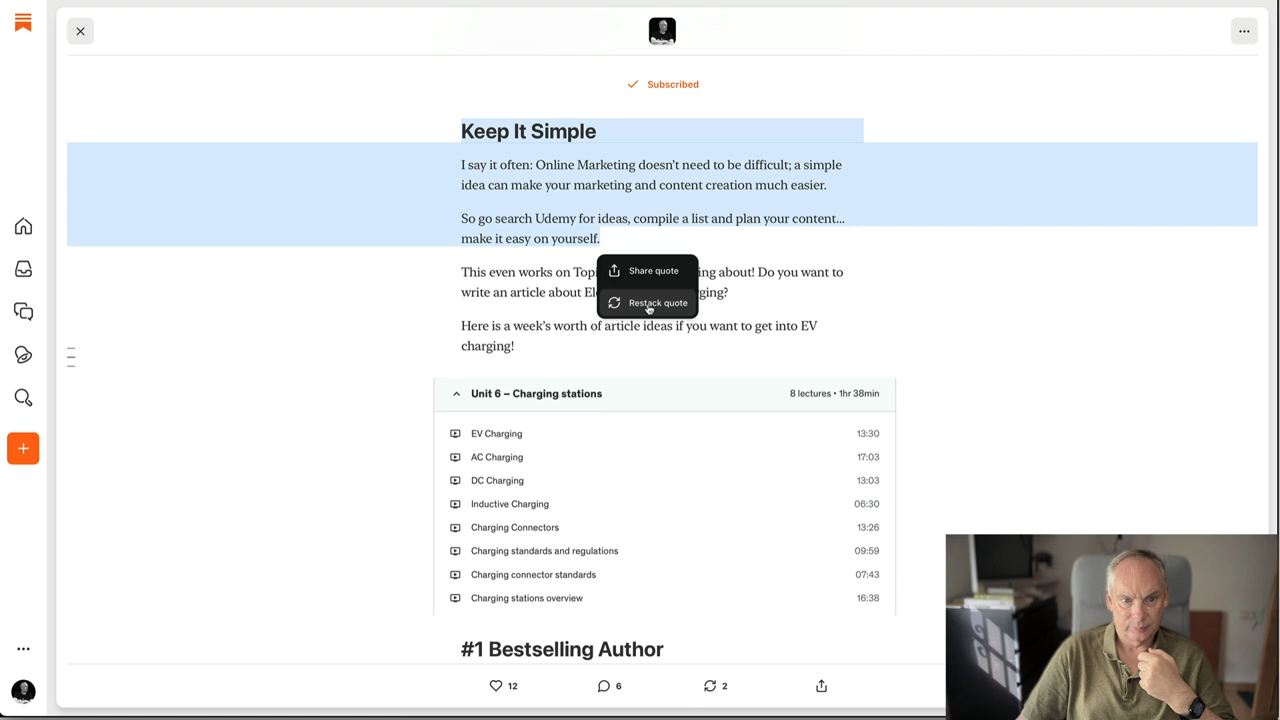 Subscribed
Keep It Simple
I say it often: Online Marketing doesn't need to be difficult; a simple
idea can make your marketing and content creation much easier.
So go search Udemy for ideas, compile a list and plan your content...
make it easy on yourself.
Share quote
This even works on Top ing about! Do you want to
write an article about El ging?
Restack quote
Here is a week's worth of article ideas if you want to get into EV
charging!
Unit 6 – Charging stations 8 lectures • 1hr 38min
EV Charging 13:30
AC Charging 17:03
DC Charging 13:03
Inductive Charging 06:30
Charging Connectors 13:26
Charging standards and regulations 09:59
Charging connector standards 07:43
Charging stations overview 16:38
#1 Bestselling Author
12 6 2